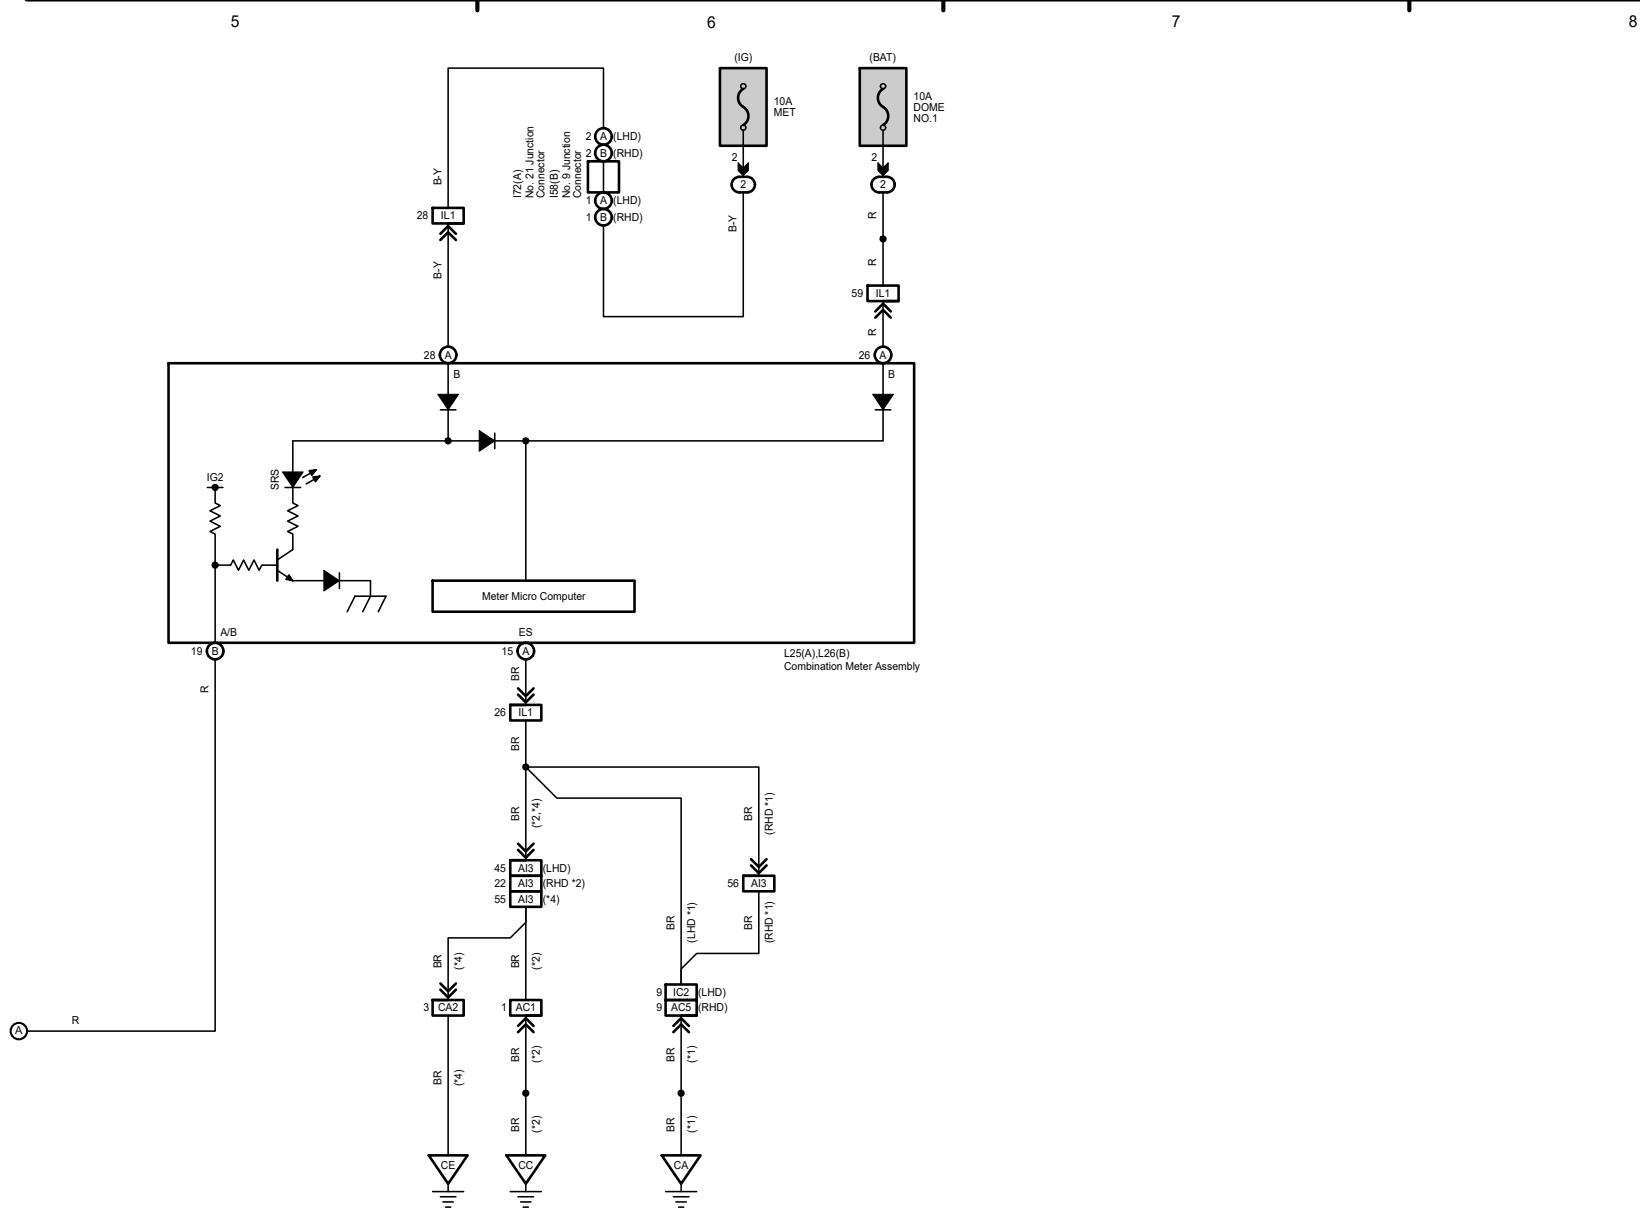 5
6
7
8
(IG)
(BAT)
10A
MET
10A
DOME
NO.1
2 A (LHD)
2 B (RHD)
I72(A)
No. 21 Junction
Connector
I58(B)
No. 9 Junction
Connector
1 A (LHD)
1 B (RHD)
2
2
2
2
B-Y
28 IL1
B-Y
B-Y
R
R
59 IL1
R
28 A
26 A
B
B
IG2
SRS
Meter Micro Computer
A/B
ES
19 B
15 A
L25(A),L26(B)
Combination Meter Assembly
R
BR
26 IL1
BR
BR
(*2,*4)
BR
(RHD *1)
45 AI3 (LHD)
22 AI3 (RHD *2)
55 AI3 (*4)
56 AI3
BR
(LHD *1)
BR
(RHD *1)
BR
(*4)
BR
(*2)
9 IC2 (LHD)
9 AC5 (RHD)
3 CA2
1 AC1
A
R
BR
(*4)
BR
(*2)
BR
(*1)
BR
(*2)
BR
(*1)
CE
CC
CA